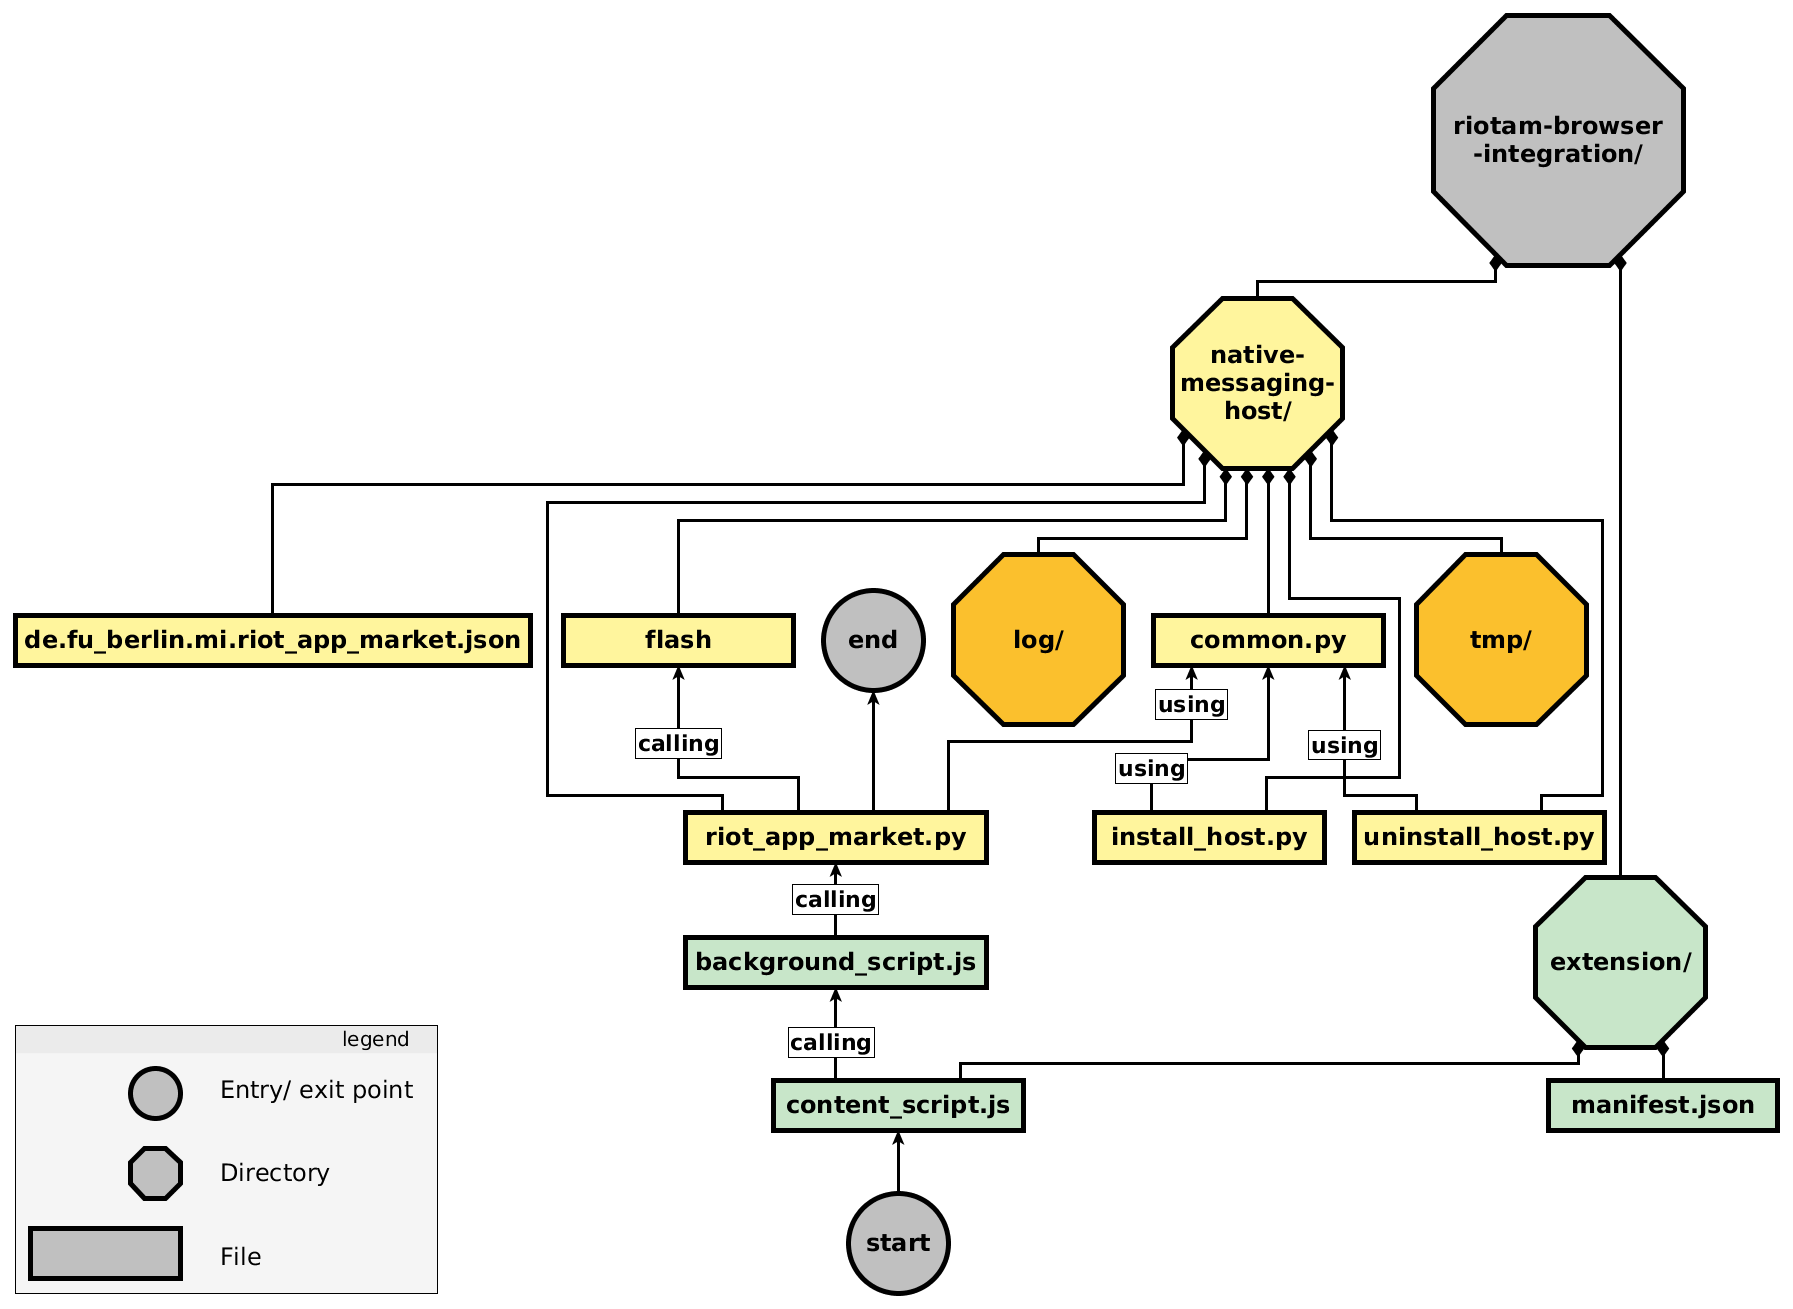 riotam-browser
-integration/
native-
messaging-
host/
de.fu_berlin.mi.riot_app_market.json
flash
end
log/
common.py
tmp/
using
calling
using
using
riot_app_market.py
install_host.py
uninstall_host.py
calling
background_script.js
extension/
calling
content_script.js
manifest.json
start
legend
Entry/ exit point
Directory
File